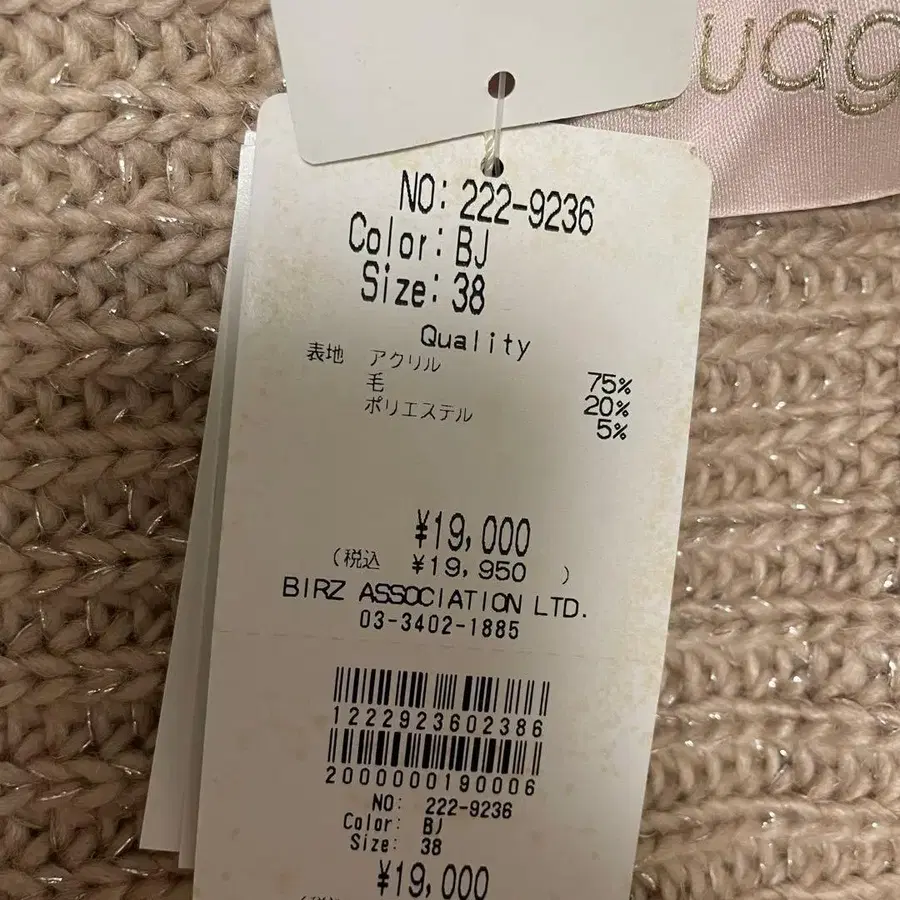 uag
NO: 222-9236
Color: BJ
Size: 38
Quality
表地 アクリル 75%
毛 20%
ポリエステル 5%
¥19,000
(税込 ¥19,950 )
BIRZ ASSOCIATION LTD.
03-3402-1885
1222923602386
2000000190006
NO: 222-9236
Color: BJ
Size: 38
¥19,000